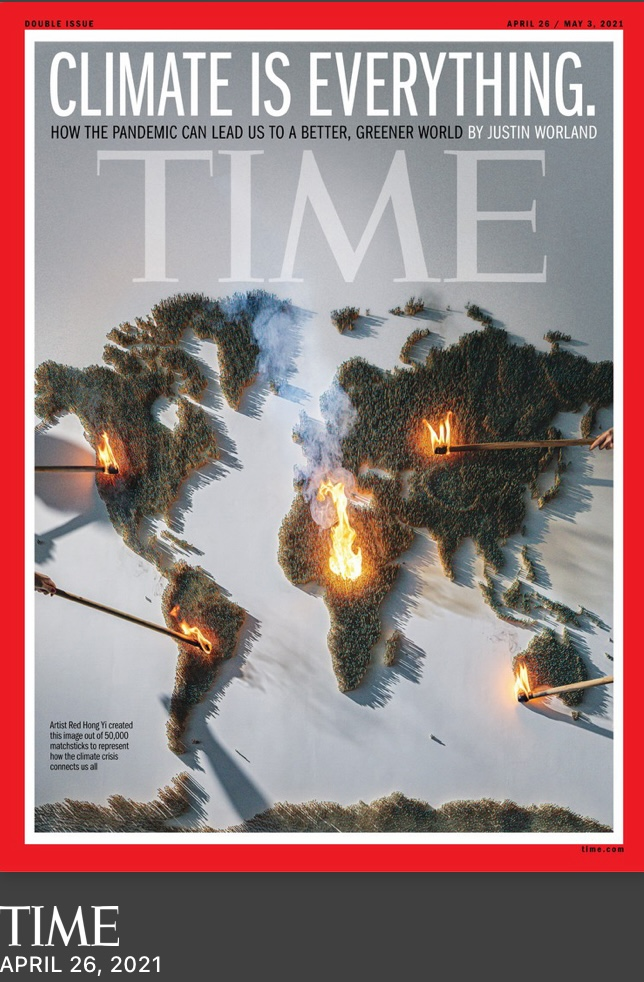 DOUBLE ISSUE
APRIL 26 / MAY 3, 2021
CLIMATE IS EVERYTHING.
HOW THE PANDEMIC CAN LEAD US TO A BETTER, GREENER WORLD BY JUSTIN WORLAND
TIME
Artist Red Hong Yi created
this image out of 50,000
matchsticks to represent
how the climate crisis
connects us all
time.com
TIME
APRIL 26, 2021